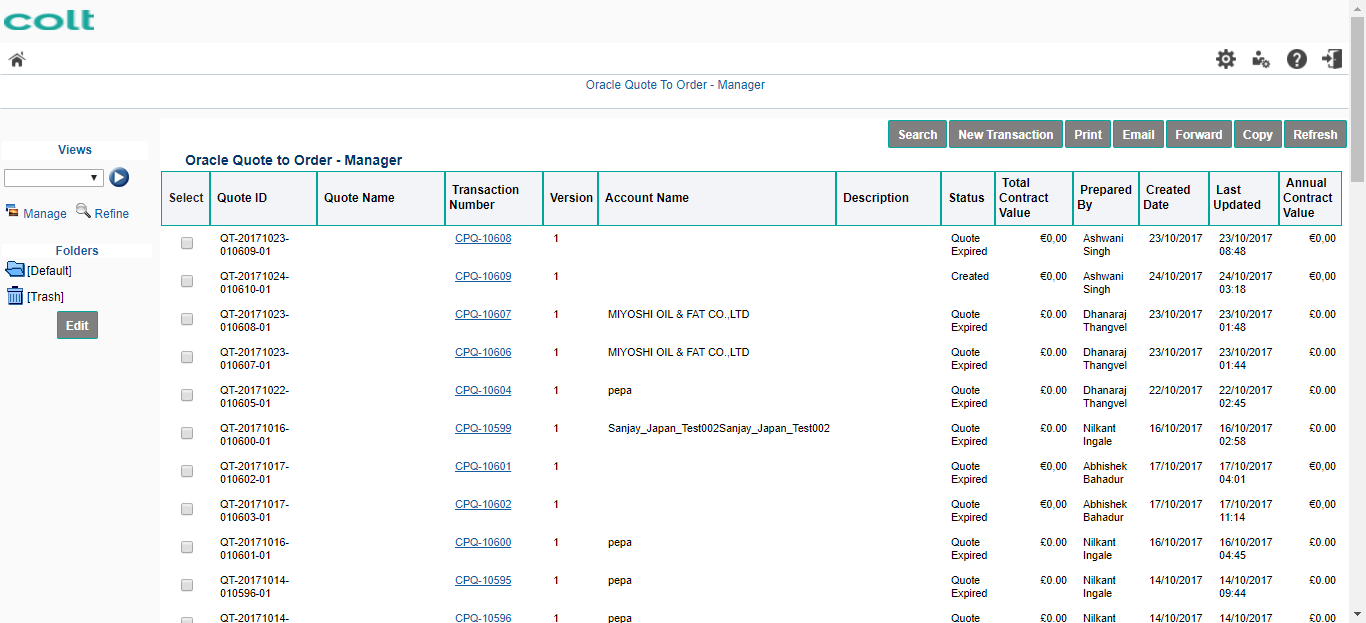 colt
Oracle Quote To Order - Manager
Search New Transaction Print Email Forward Copy Refresh
Views
Manage Refine
Folders
[Default]
[Trash]
Edit
Oracle Quote to Order - Manager
Select Quote ID Quote Name Transaction Number Version Account Name Description Status Total Contract Value Prepared By Created Date Last Updated Annual Contract Value
QT-20171023- CPQ-10608 1 Quote €0,00 Ashwani 23/10/2017 23/10/2017 €0,00
010609-01 Expired Singh 08:48
QT-20171024- CPQ-10609 1 Created €0,00 Ashwani 24/10/2017 24/10/2017 €0,00
010610-01 Singh 03:18
QT-20171023- CPQ-10607 1 MIYOSHI OIL & FAT CO.,LTD Quote £0.00 Dhanaraj 23/10/2017 23/10/2017 £0.00
010608-01 Expired Thangvel 01:48
QT-20171023- CPQ-10606 1 MIYOSHI OIL & FAT CO.,LTD Quote £0.00 Dhanaraj 23/10/2017 23/10/2017 £0.00
010607-01 Expired Thangvel 01:44
QT-20171022- CPQ-10604 1 pepa Quote £0.00 Dhanaraj 22/10/2017 22/10/2017 £0.00
010605-01 Expired Thangvel 02:45
QT-20171016- CPQ-10599 1 Sanjay_Japan_Test002Sanjay_Japan_Test002 Quote £0.00 Nilkant 16/10/2017 16/10/2017 £0.00
010600-01 Expired Ingale 02:58
QT-20171017- CPQ-10601 1 Quote €0,00 Abhishek 17/10/2017 17/10/2017 €0,00
010602-01 Expired Bahadur 04:01
QT-20171017- CPQ-10602 1 Quote €0,00 Abhishek 17/10/2017 17/10/2017 €0,00
010603-01 Expired Bahadur 11:14
QT-20171016- CPQ-10600 1 pepa Quote £0.00 Nilkant 16/10/2017 16/10/2017 £0.00
010601-01 Expired Ingale 04:45
QT-20171014- CPQ-10595 1 pepa Quote £0.00 Nilkant 14/10/2017 14/10/2017 £0.00
010596-01 Expired Ingale 09:44
QT-20171014- CPQ-10596 1 pepa Quote £0.00 Nilkant 14/10/2017 14/10/2017 £0.00